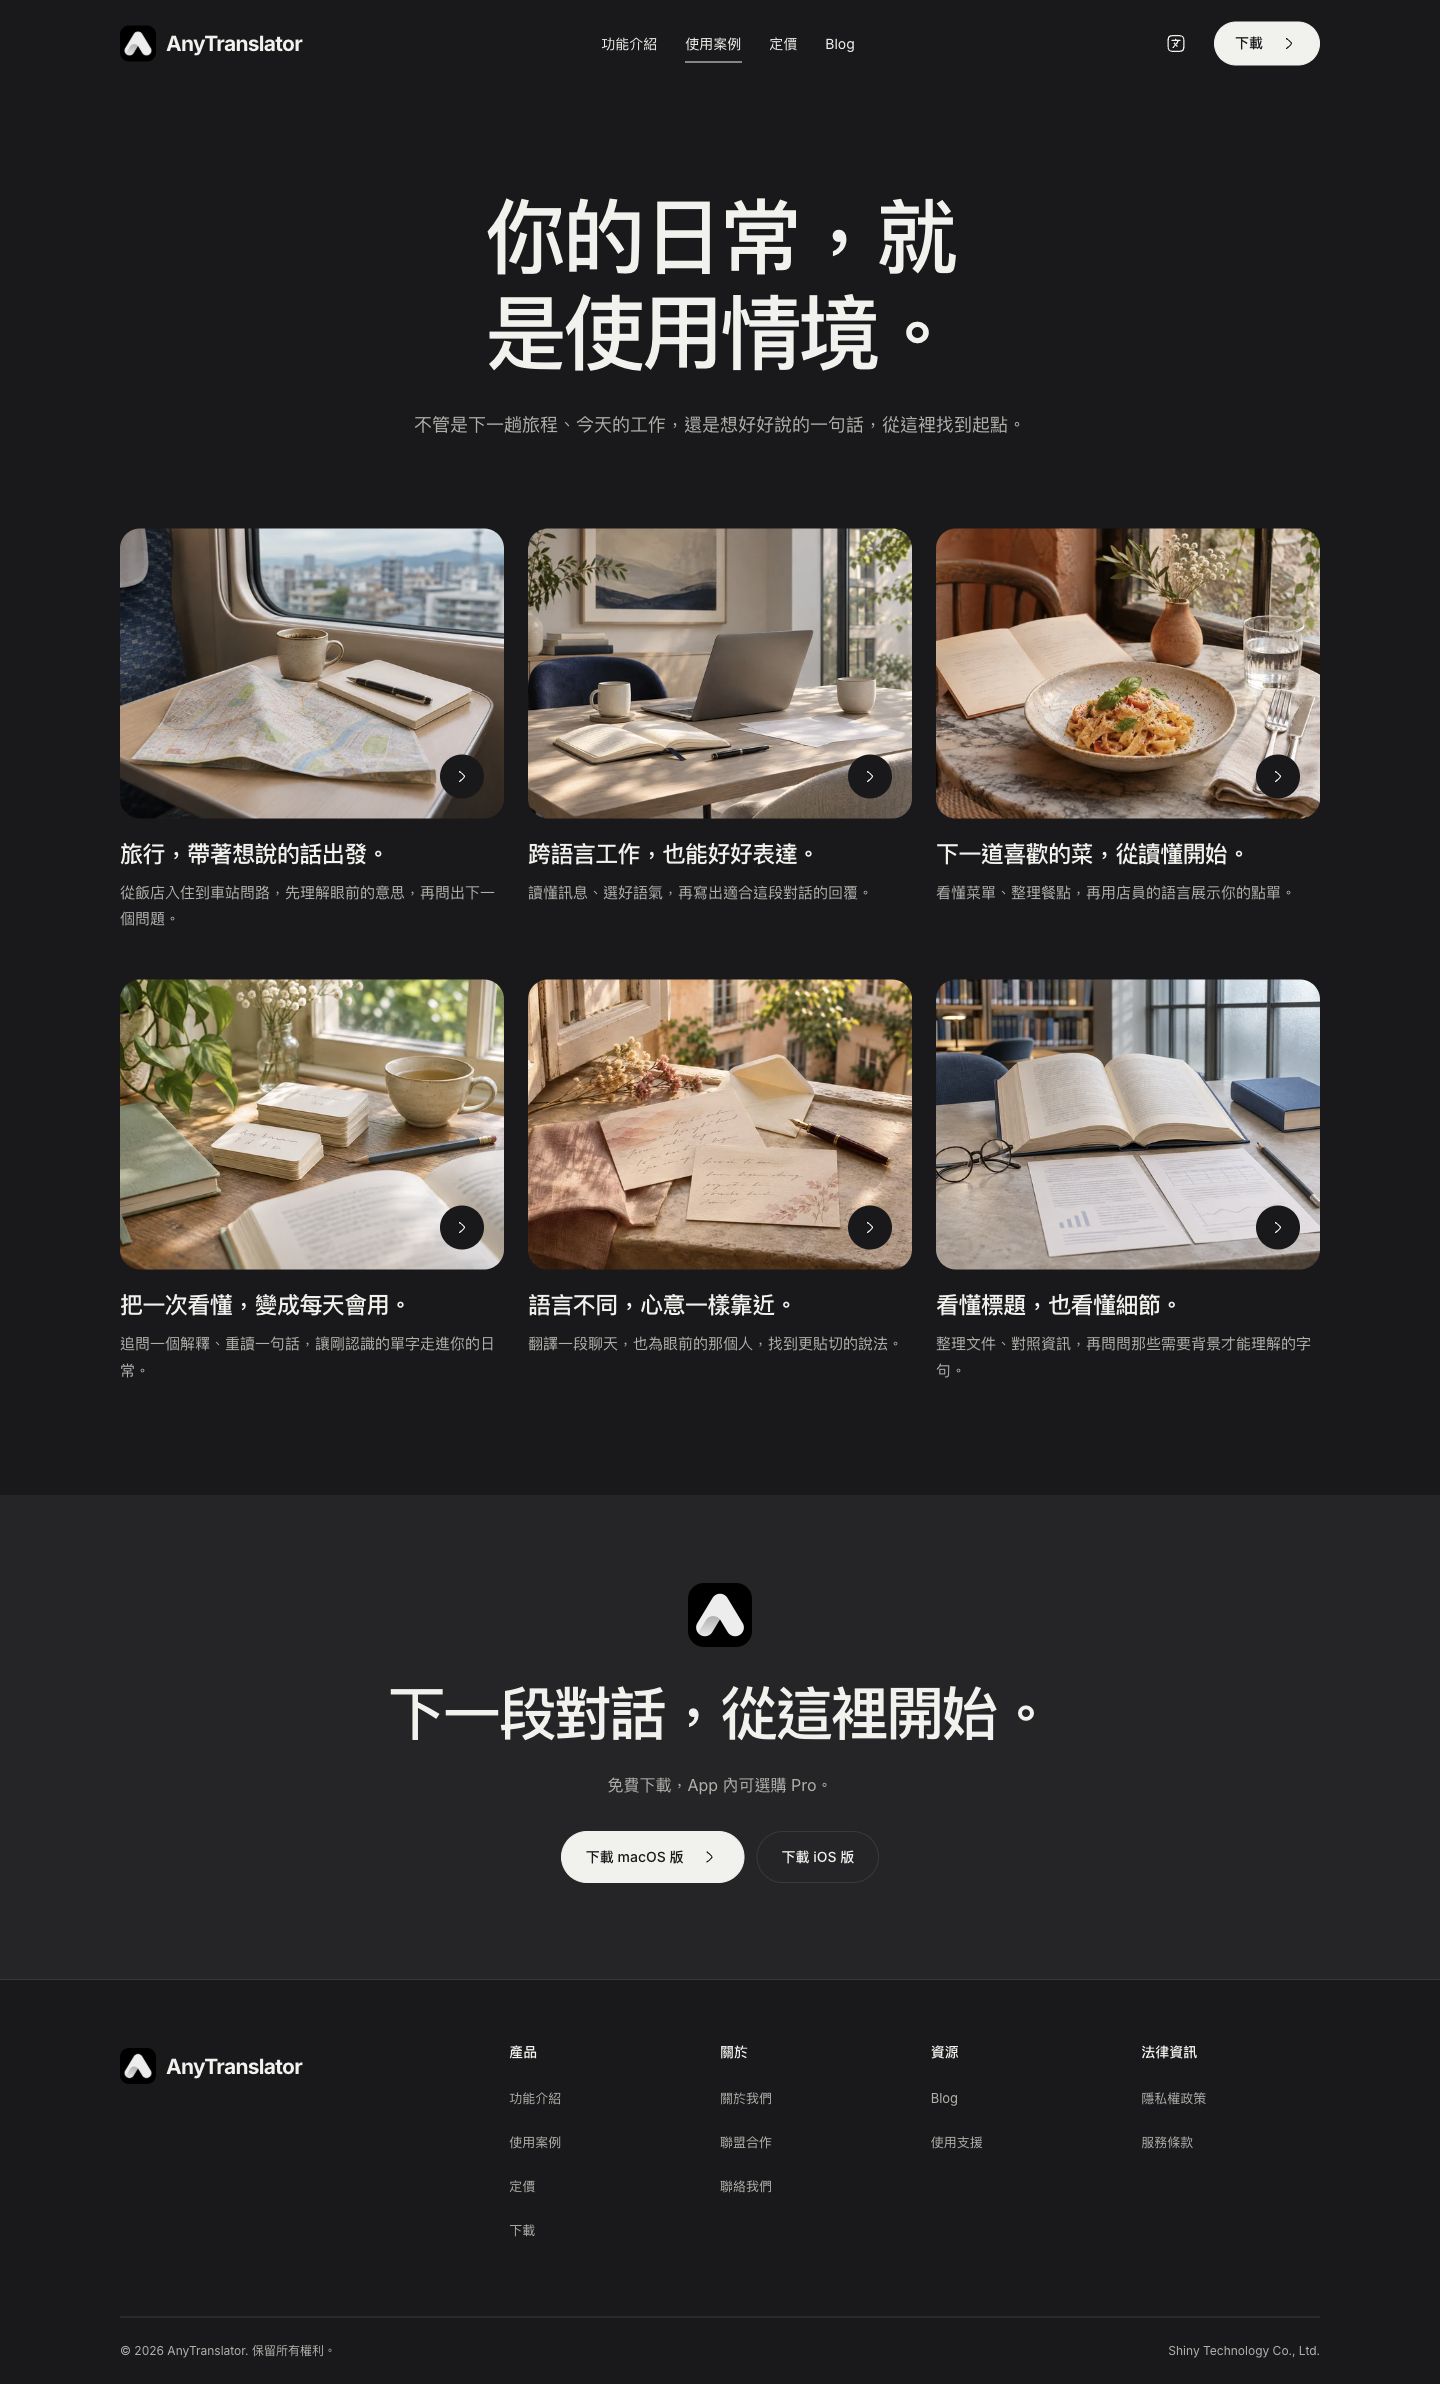 AnyTranslator
功能介紹
使用案例
定價
Blog
下載
你的日常，就
是使用情境。
不管是下一趟旅程、今天的工作，還是想好好說的一句話，從這裡找到起點。
旅行，帶著想說的話出發。
從飯店入住到車站問路，先理解眼前的意思，再問出下一
個問題。
跨語言工作，也能好好表達。
讀懂訊息、選好語氣，再寫出適合這段對話的回覆。
下一道喜歡的菜，從讀懂開始。
看懂菜單、整理餐點，再用店員的語言展示你的點單。
把一次看懂，變成每天會用。
追問一個解釋、重讀一句話，讓剛認識的單字走進你的日
常。
語言不同，心意一樣靠近。
翻譯一段聊天，也為眼前的那個人，找到更貼切的說法。
看懂標題，也看懂細節。
整理文件、對照資訊，再問問那些需要背景才能理解的字
句。
下一段對話，從這裡開始。
免費下載，App 內可選購 Pro。
下載 macOS 版
下載 iOS 版
AnyTranslator
產品
功能介紹
使用案例
定價
下載
關於
關於我們
聯盟合作
聯絡我們
資源
Blog
使用支援
法律資訊
隱私權政策
服務條款
© 2026 AnyTranslator. 保留所有權利。
Shiny Technology Co., Ltd.